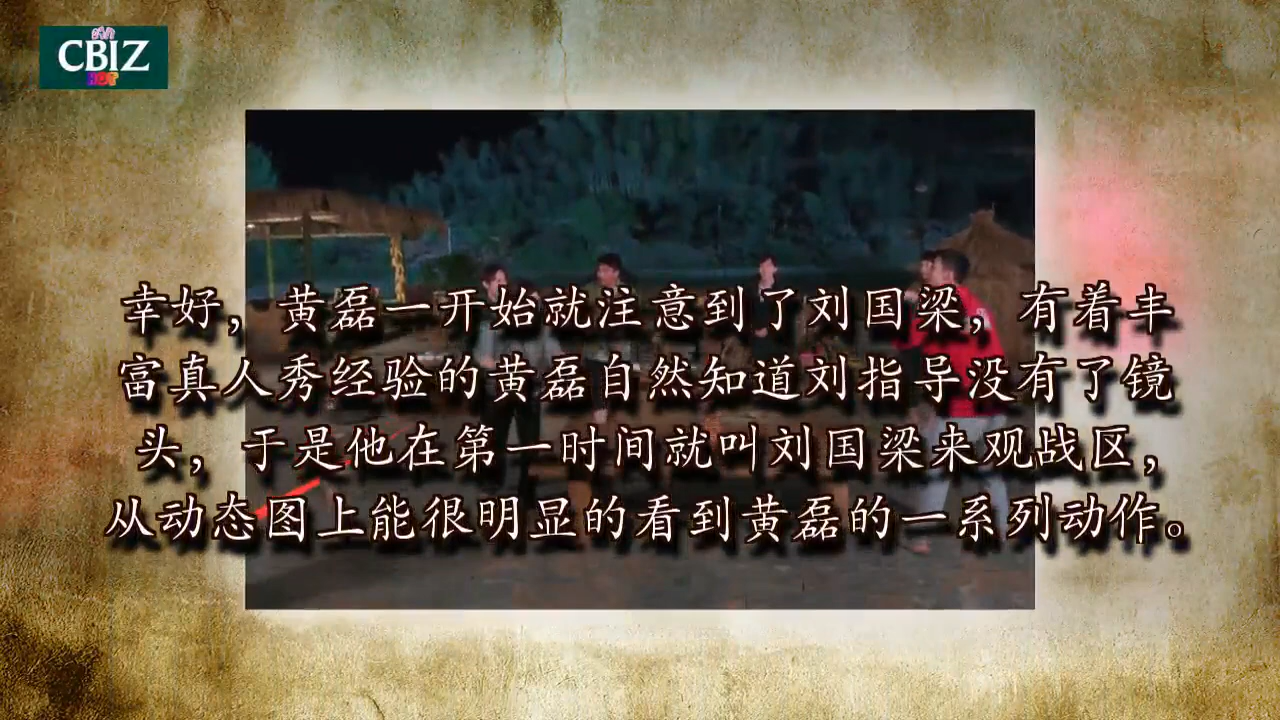 CBIZ
HOT
幸好，黄磊一开始就注意到了刘国梁，有着丰
富真人秀经验的黄磊自然知道刘指导没有了镜
头，于是他在第一时间就叫刘国梁来观战区，
从动态图上能很明显的看到黄磊的一系列动作。